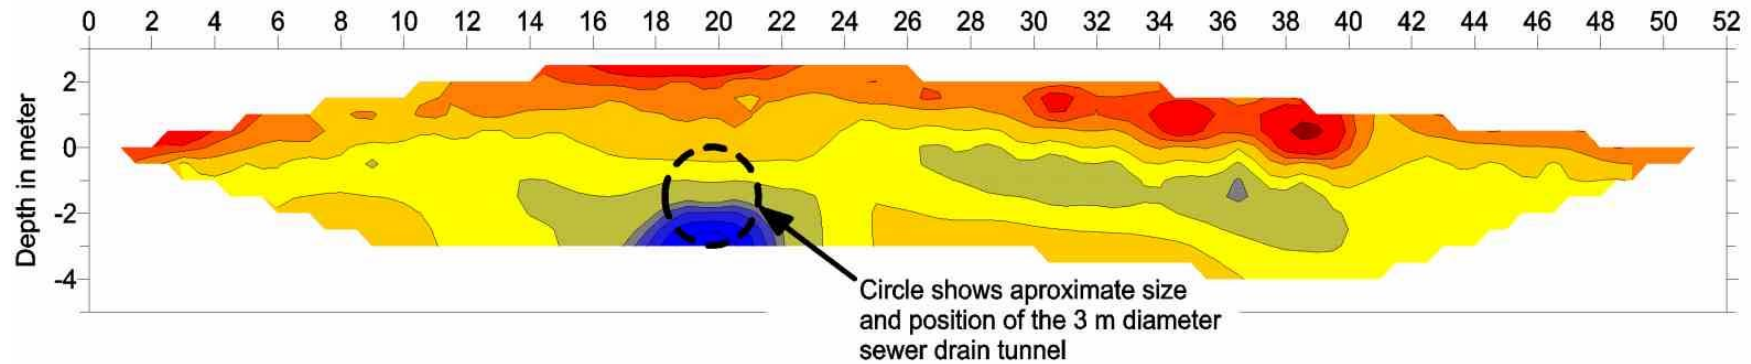 0 2 4 6 8 10 12 14 16 18 20 22 24 26 28 30 32 34 36 38 40 42 44 46 48 50 52
2
0
-2
-4
Depth in meter
Circle shows aproximate size
and position of the 3 m diameter
sewer drain tunnel